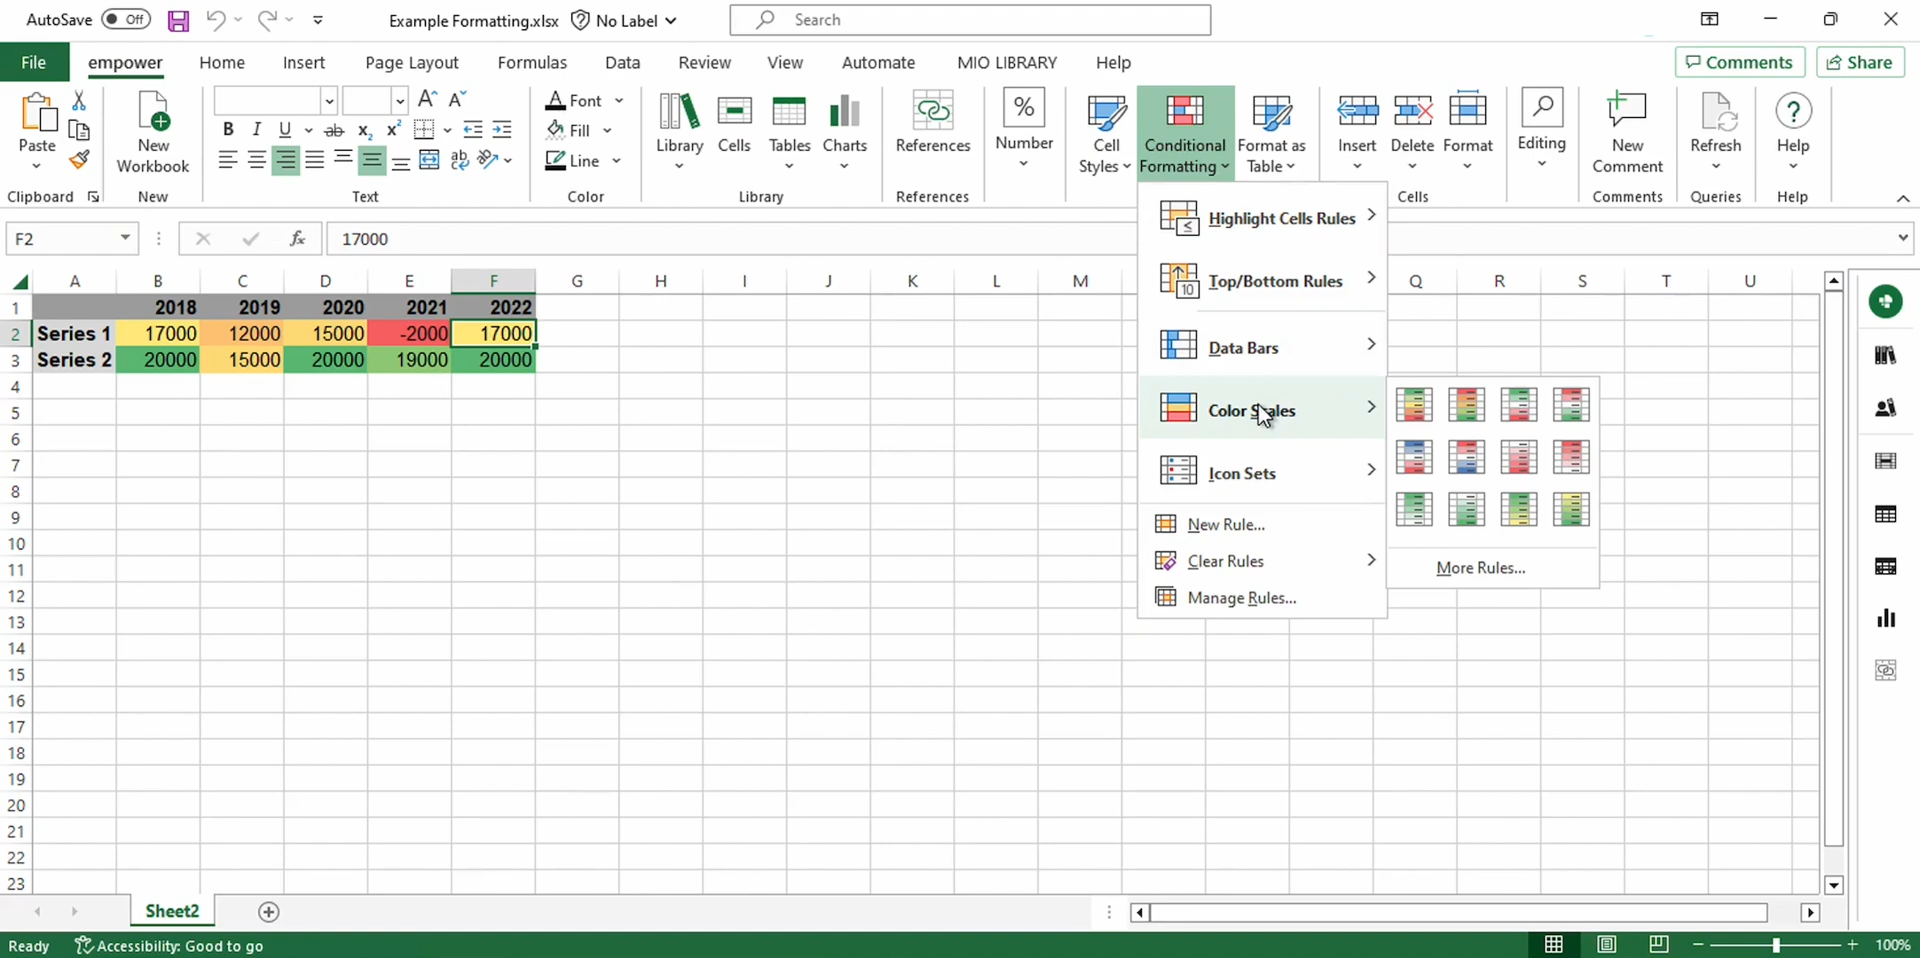 AutoSave Off Example Formatting.xlsx No Label Search
File empower Home Insert Page Layout Formulas Data Review View Automate MIO LIBRARY Help Comments Share
Paste
New Workbook
B I U ab x₂ x²
Font
Fill
Line
Library Cells Tables Charts
References
% Number
Cell Styles
Conditional Formatting
Format as Table
Insert Delete Format
Editing
New Comment
Refresh
Help
Clipboard New Text Color Library References Cells Comments Queries Help
F2 fx 17000
Highlight Cells Rules
Top/Bottom Rules
Data Bars
Color Scales
Icon Sets
New Rule...
Clear Rules
Manage Rules...
More Rules...
A B C D E F G H I J K L M Q R S T U
1 2018 2019 2020 2021 2022
2 Series 1 17000 12000 15000 -2000 17000
3 Series 2 20000 15000 20000 19000 20000
4
5
6
7
8
9
10
11
12
13
14
15
16
17
18
19
20
21
22
23
Sheet2
Ready Accessibility: Good to go 100%